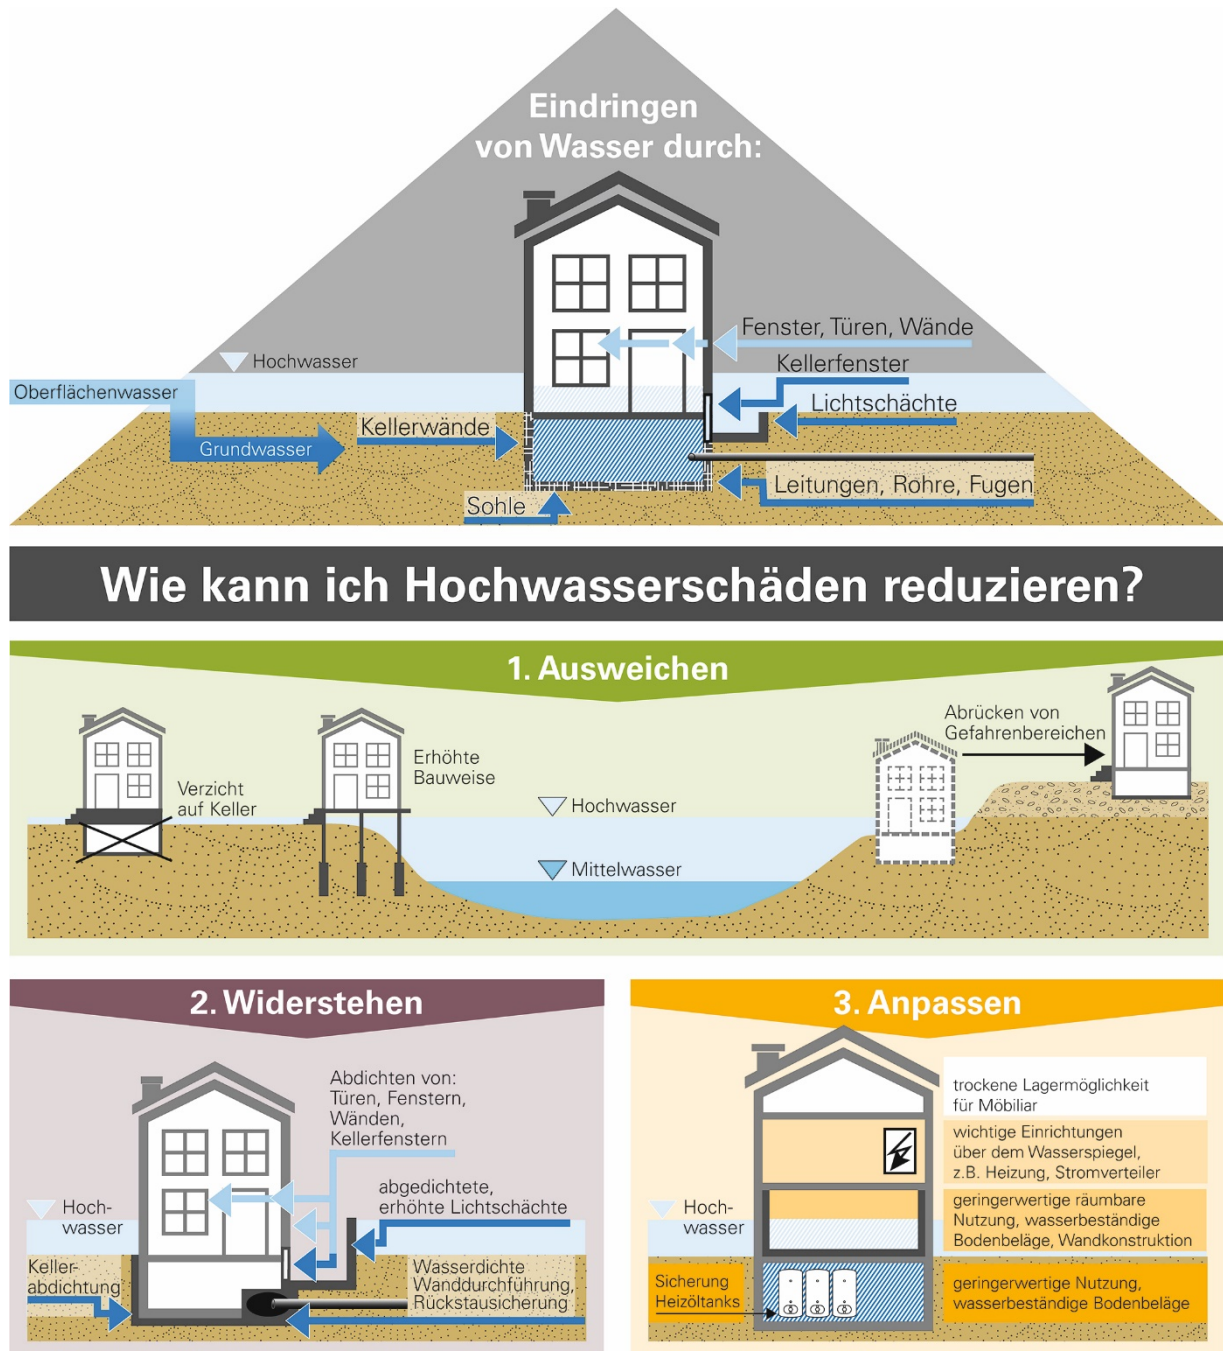 Eindringen
von Wasser durch:
Fenster, Türen, Wände
Hochwasser
Kellerfenster
Oberflächenwasser
Lichtschächte
Kellerwände
Grundwasser
Leitungen, Rohre, Fugen
Sohle
Wie kann ich Hochwasserschäden reduzieren?
1. Ausweichen
Abrücken von
Gefahrenbereichen
Erhöhte
Bauweise
Verzicht
auf Keller
Hochwasser
Mittelwasser
2. Widerstehen
Abdichten von:
Türen, Fenstern,
Wänden,
Kellerfenstern
abgedichtete,
erhöhte Lichtschächte
Hoch-
wasser
Keller-
abdichtung
Wasserdichte
Wanddurchführung,
Rückstausicherung
3. Anpassen
trockene Lagermöglichkeit
für Möbiliar
wichtige Einrichtungen
über dem Wasserspiegel,
z.B. Heizung, Stromverteiler
Hoch-
wasser
geringerwertige räumbare
Nutzung, wasserbeständige
Bodenbeläge, Wandkonstruktion
Sicherung
Heizöltanks
geringerwertige Nutzung,
wasserbeständige Bodenbeläge